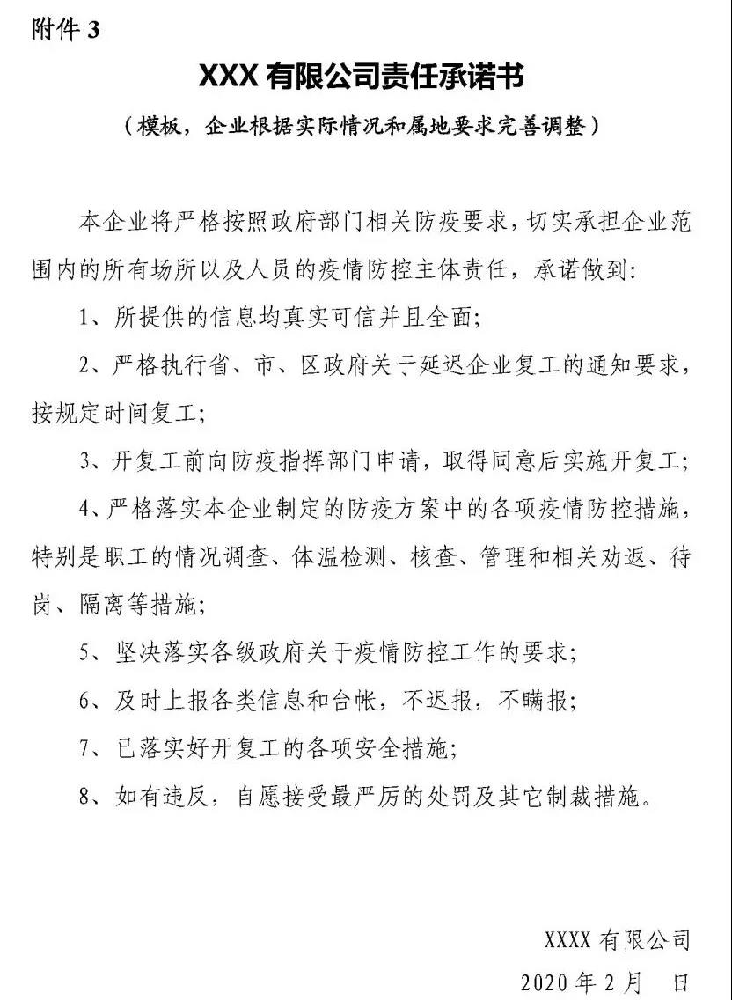 附件 3
XXX 有限公司责任承诺书
（模板，企业根据实际情况和属地要求完善调整）
本企业将严格按照政府部门相关防疫要求，切实承担企业范
围内的所有场所以及人员的疫情防控主体责任，承诺做到：
1、所提供的信息均真实可信并且全面；
2、严格执行省、市、区政府关于延迟企业复工的通知要求，
按规定时间复工；
3、开复工前向防疫指挥部门申请，取得同意后实施开复工；
4、严格落实本企业制定的防疫方案中的各项疫情防控措施，
特别是职工的情况调查、体温检测、核查、管理和相关劝返、待
岗、隔离等措施；
5、坚决落实各级政府关于疫情防控工作的要求；
6、及时上报各类信息和台帐，不迟报，不瞒报；
7、已落实好开复工的各项安全措施；
8、如有违反，自愿接受最严厉的处罚及其它制裁措施。
XXXX 有限公司
2020 年 2 月 日